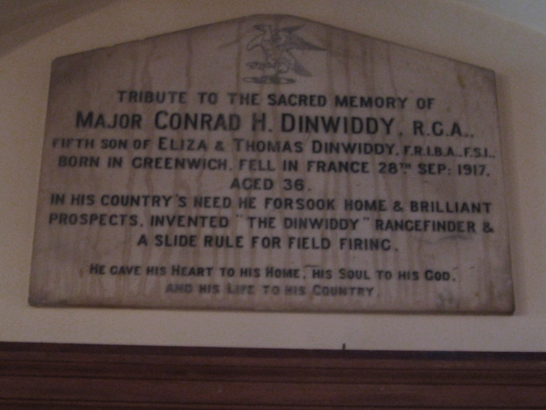 TRIBUTE TO THE SACRED MEMORY OF
MAJOR CONRAD H. DINWIDDY, R.G.A.,
FIFTH SON OF ELIZA & THOMAS DINWIDDY, F.R.I.B.A., F.S.I.,
BORN IN GREENWICH, FELL IN FRANCE 28TH SEP: 1917,
AGED 36.
IN HIS COUNTRY'S NEED HE FORSOOK HOME & BRILLIANT
PROSPECTS, INVENTED "THE DINWIDDY" RANGEFINDER &
A SLIDE RULE FOR FIELD FIRING.
HE GAVE HIS HEART TO HIS HOME, HIS SOUL TO HIS GOD,
AND HIS LIFE TO HIS COUNTRY.